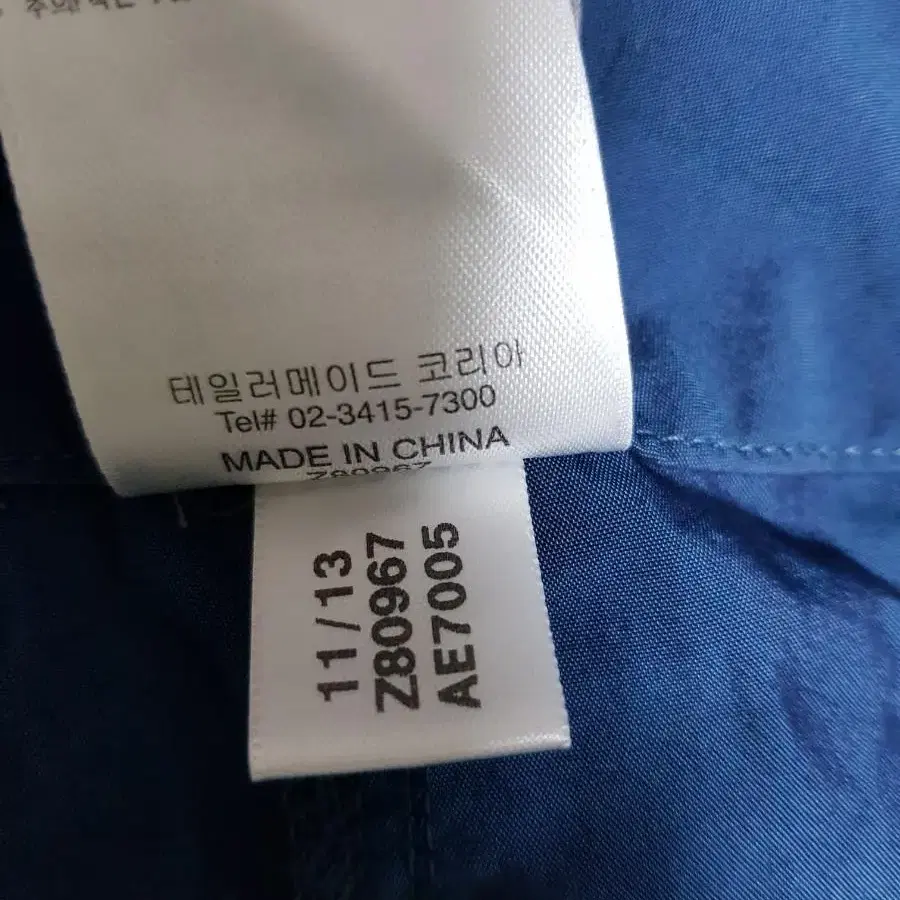 테일러메이드 코리아
Tel# 02-3415-7300
MADE IN CHINA
Z80967
11/13
Z80967
AE7005